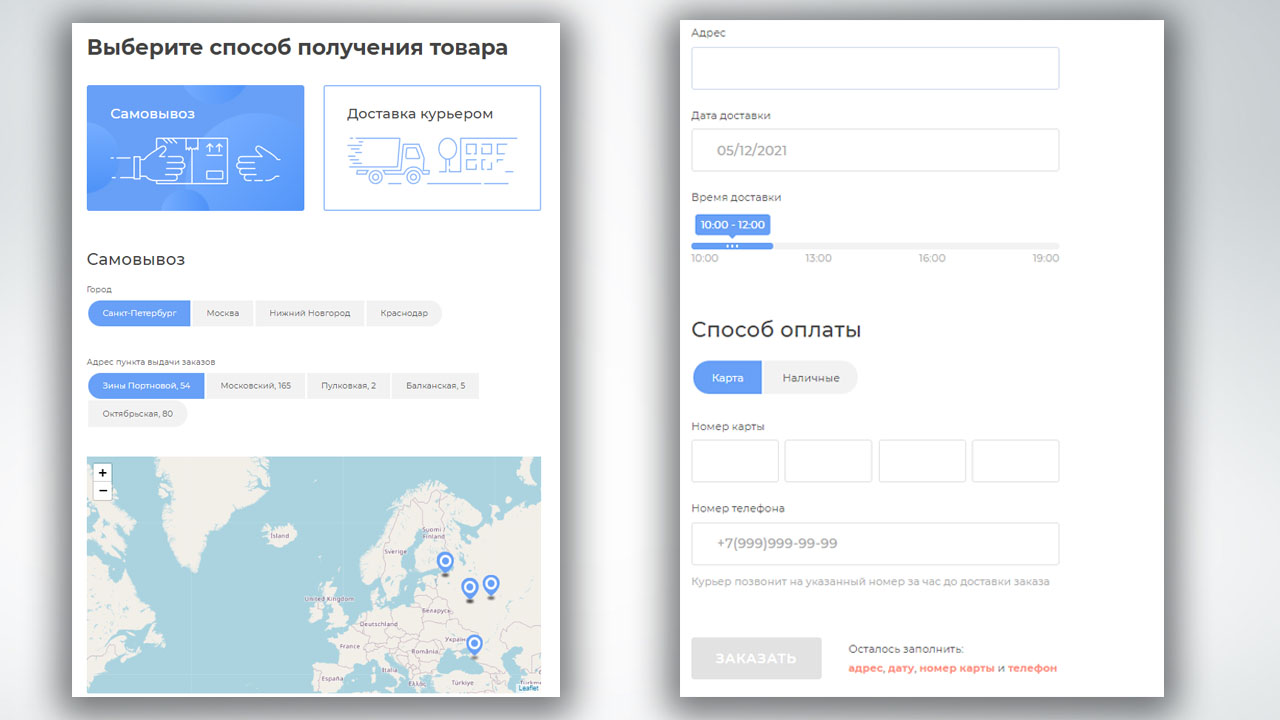 Выберите способ получения товара
Самовывоз
Доставка курьером
Самовывоз
Город
Санкт-Петербург
Москва
Нижний Новгород
Краснодар
Адрес пункта выдачи заказов
Зины Портновой, 54
Московский, 165
Пулковская, 2
Балканская, 5
Октябрьская, 80
+
−
Ísland
Sverige
Suomi /
Finland
United Kingdom
Беларусь
Deutschland
Україна
France
România
Italia
España
Ελλάς
Türkiye
Leaflet
Адрес
Дата доставки
05/12/2021
Время доставки
10:00 - 12:00
10:00
13:00
16:00
19:00
Способ оплаты
Карта
Наличные
Номер карты
Номер телефона
+7(999)999-99-99
Курьер позвонит на указанный номер за час до доставки заказа
ЗАКАЗАТЬ
Осталось заполнить:
адрес, дату, номер карты и телефон